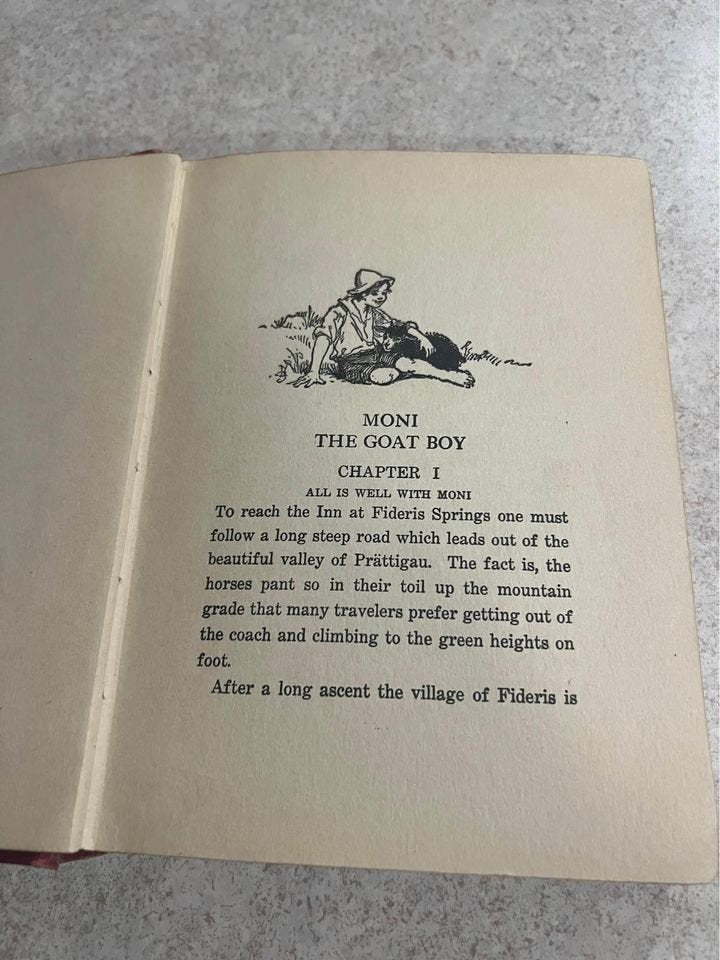 MONI
THE GOAT BOY
CHAPTER I
ALL IS WELL WITH MONI
To reach the Inn at Fideris Springs one must
follow a long steep road which leads out of the
beautiful valley of Prättigau. The fact is, the
horses pant so in their toil up the mountain
grade that many travelers prefer getting out of
the coach and climbing to the green heights on
foot.
After a long ascent the village of Fideris is